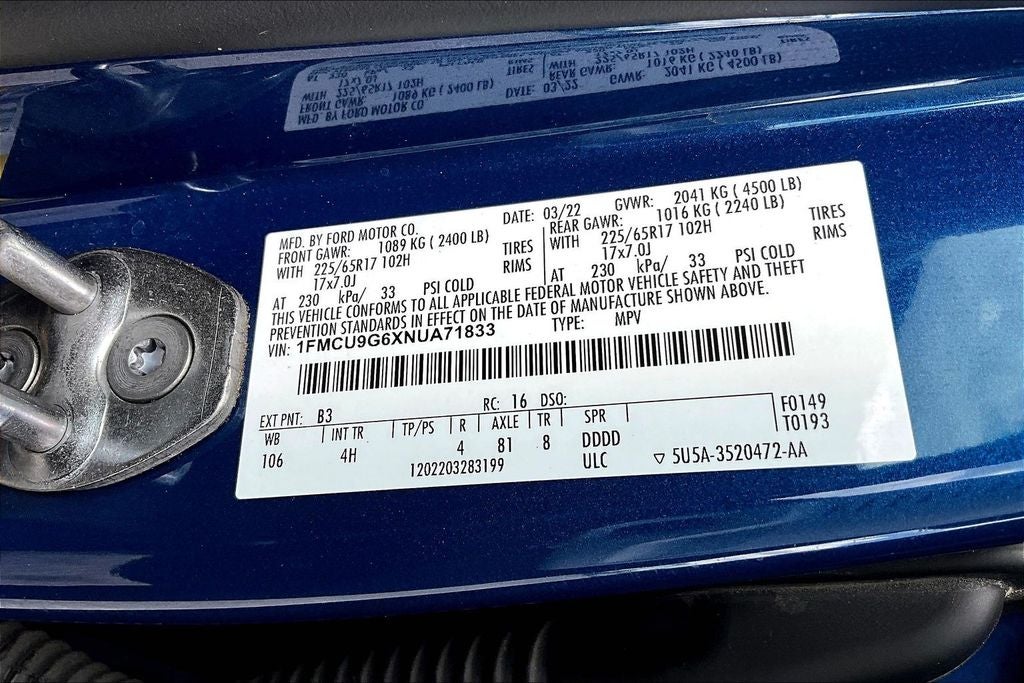 MFD. BY FORD MOTOR CO. DATE: 03/22 GVWR: 2041 KG ( 4500 LB)
FRONT GAWR: 1089 KG ( 2400 LB) REAR GAWR: 1016 KG ( 2240 LB)
WITH 225/65R17 102H TIRES WITH 225/65R17 102H TIRES
17x7.0J RIMS 17x7.0J RIMS
AT 230 kPa/ 33 PSI COLD AT 230 kPa/ 33 PSI COLD
THIS VEHICLE CONFORMS TO ALL APPLICABLE FEDERAL MOTOR VEHICLE SAFETY AND THEFT
PREVENTION STANDARDS IN EFFECT ON THE DATE OF MANUFACTURE SHOWN ABOVE.
VIN: 1FMCU9G6XNUA71833 TYPE: MPV
EXT PNT: B3 RC: 16 DSO: F0149
WB INT TR TP/PS R AXLE TR SPR T0193
106 4H 4 81 8 DDDD
1202203283199 ULC ▽ 5U5A-3520472-AA